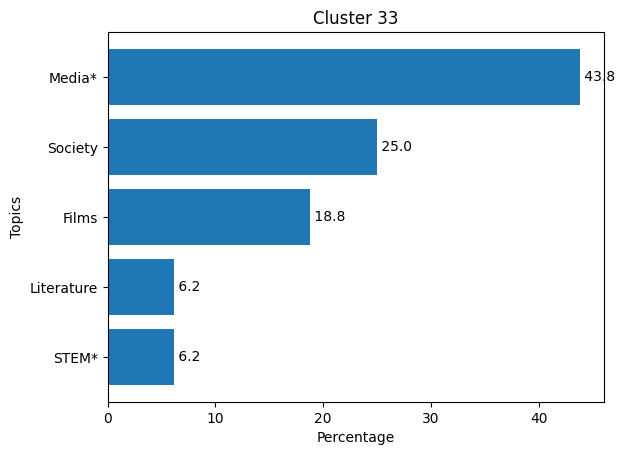 Cluster 33
Media*
43.8
Society
25.0
Films
18.8
Literature
6.2
STEM*
6.2
Topics
0 10 20 30 40
Percentage